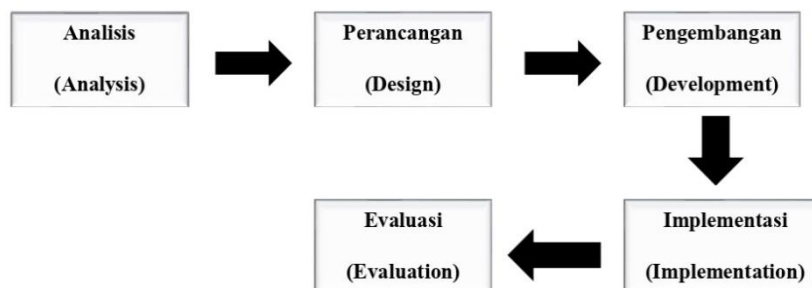 Analisis
(Analysis)
Perancangan
(Design)
Pengembangan
(Development)
Implementasi
(Implementation)
Evaluasi
(Evaluation)